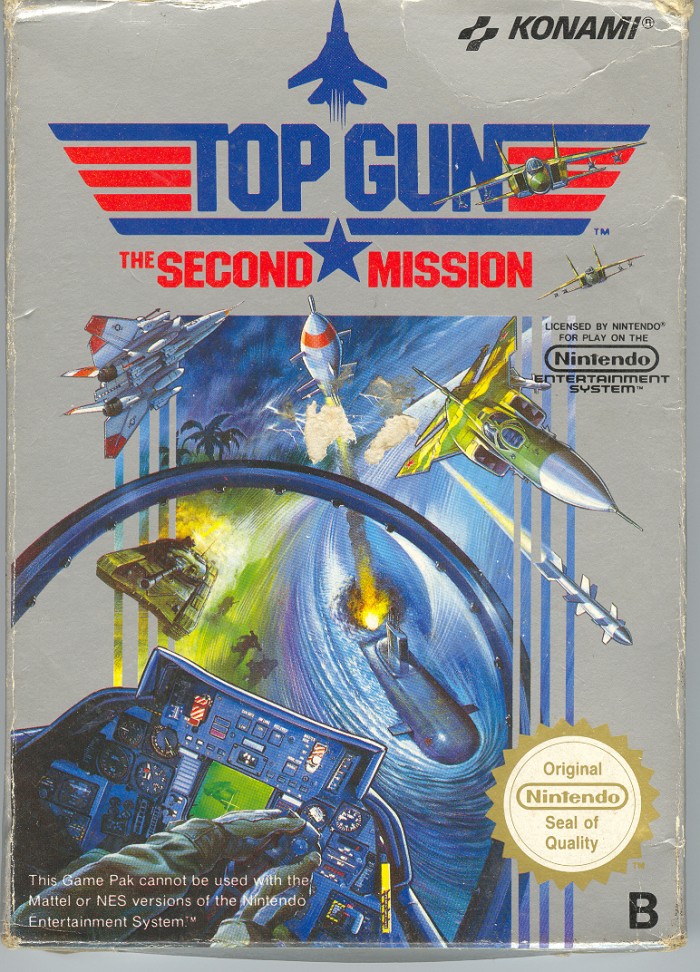 KONAMI®
TOP GUN™
THE SECOND MISSION
LICENSED BY NINTENDO®
FOR PLAY ON THE
Nintendo
ENTERTAINMENT
SYSTEM™
Original
Nintendo
Seal of
Quality
TM
This Game Pak cannot be used with the
Mattel or NES versions of the Nintendo
Entertainment System.™
B